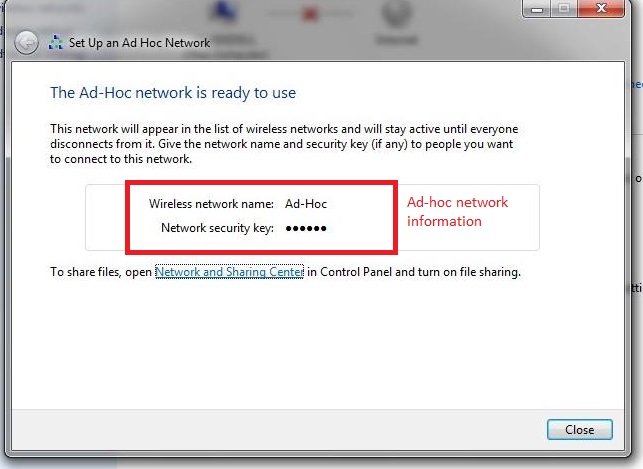 Set Up an Ad Hoc Network
The Ad-Hoc network is ready to use
This network will appear in the list of wireless networks and will stay active until everyone
disconnects from it. Give the network name and security key (if any) to people you want
to connect to this network.
Wireless network name: Ad-Hoc
Network security key: ●●●●●●
Ad-hoc network
information
To share files, open Network and Sharing Center in Control Panel and turn on file sharing.
Close